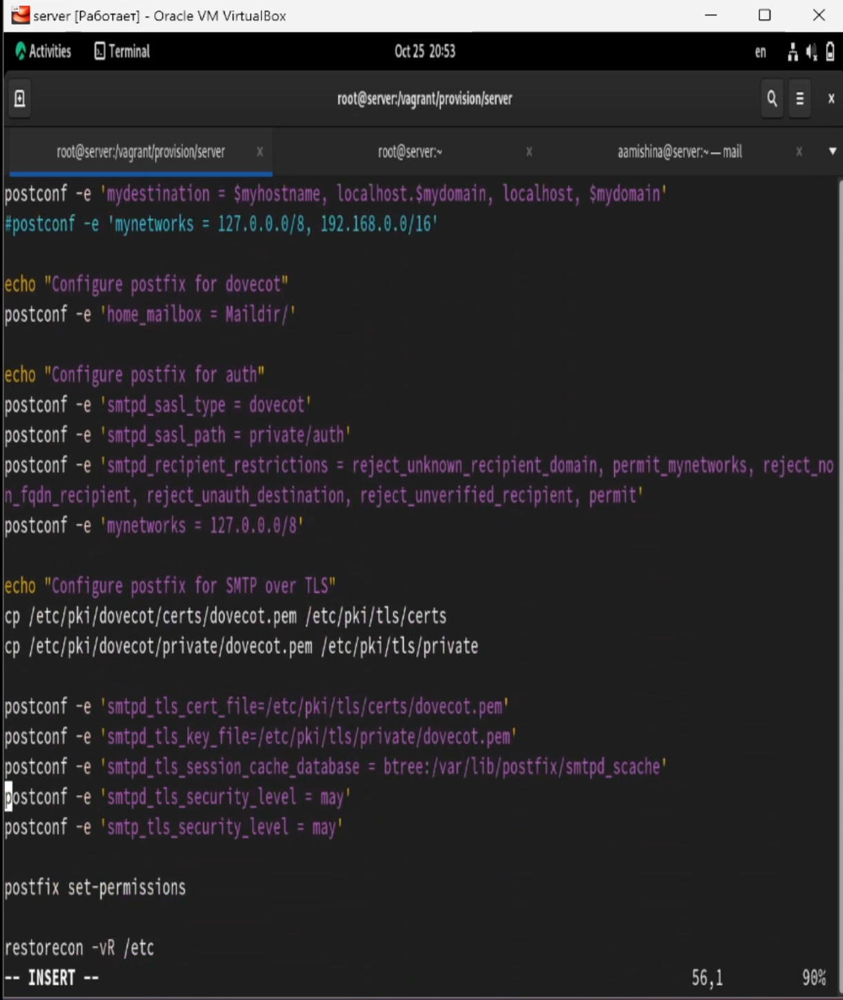 server [Работает] - Oracle VM VirtualBox
Activities Terminal Oct 25 20:53 en
root@server:/vagrant/provision/server
root@server:/vagrant/provision/server root@server:~ aamishina@server:~ — mail
postconf -e 'mydestination = $myhostname, localhost.$mydomain, localhost, $mydomain'
#postconf -e 'mynetworks = 127.0.0.0/8, 192.168.0.0/16'
echo "Configure postfix for dovecot"
postconf -e 'home_mailbox = Maildir/'
echo "Configure postfix for auth"
postconf -e 'smtpd_sasl_type = dovecot'
postconf -e 'smtpd_sasl_path = private/auth'
postconf -e 'smtpd_recipient_restrictions = reject_unknown_recipient_domain, permit_mynetworks, reject_no
n_fqdn_recipient, reject_unauth_destination, reject_unverified_recipient, permit'
postconf -e 'mynetworks = 127.0.0.0/8'
echo "Configure postfix for SMTP over TLS"
cp /etc/pki/dovecot/certs/dovecot.pem /etc/pki/tls/certs
cp /etc/pki/dovecot/private/dovecot.pem /etc/pki/tls/private
postconf -e 'smtpd_tls_cert_file=/etc/pki/tls/certs/dovecot.pem'
postconf -e 'smtpd_tls_key_file=/etc/pki/tls/private/dovecot.pem'
postconf -e 'smtpd_tls_session_cache_database = btree:/var/lib/postfix/smtpd_scache'
postconf -e 'smtpd_tls_security_level = may'
postconf -e 'smtp_tls_security_level = may'
postfix set-permissions
restorecon -vR /etc
-- INSERT -- 56,1 90%